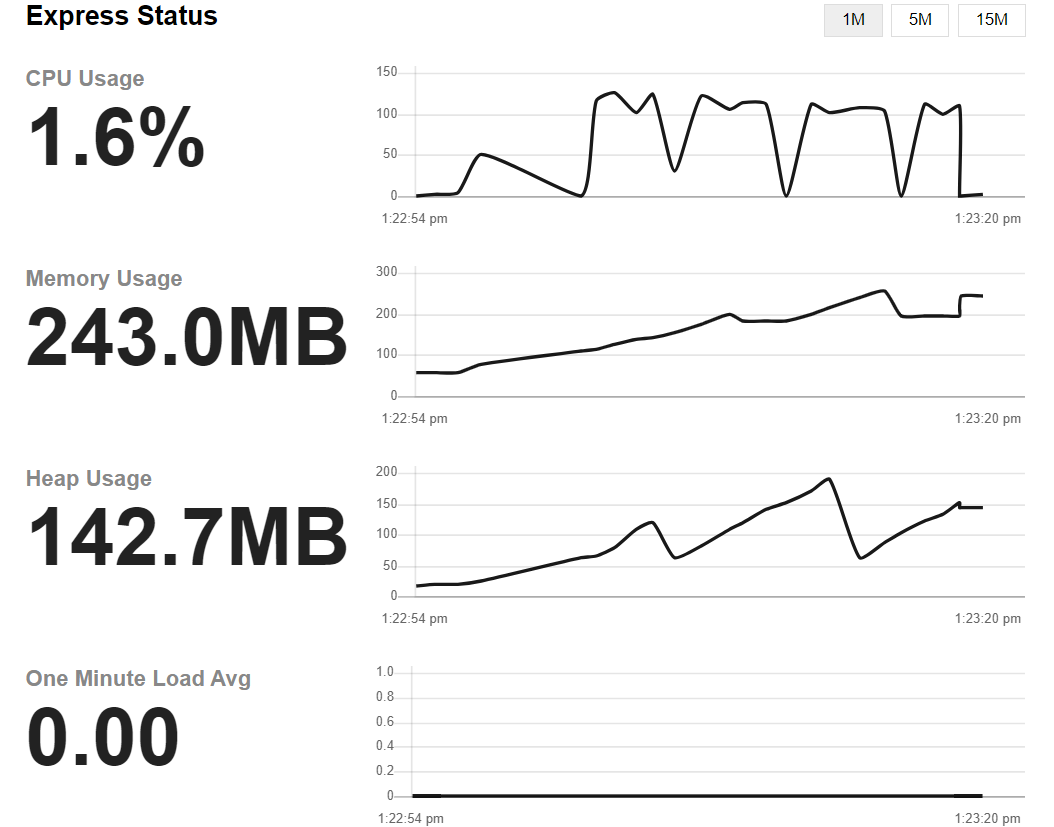 Express Status
1M 5M 15M
CPU Usage
1.6%
150
100
50
0
1:22:54 pm 1:23:20 pm
Memory Usage
243.0MB
300
200
100
0
1:22:54 pm 1:23:20 pm
Heap Usage
142.7MB
200
150
100
50
0
1:22:54 pm 1:23:20 pm
One Minute Load Avg
0.00
1.0
0.8
0.6
0.4
0.2
0
1:22:54 pm 1:23:20 pm